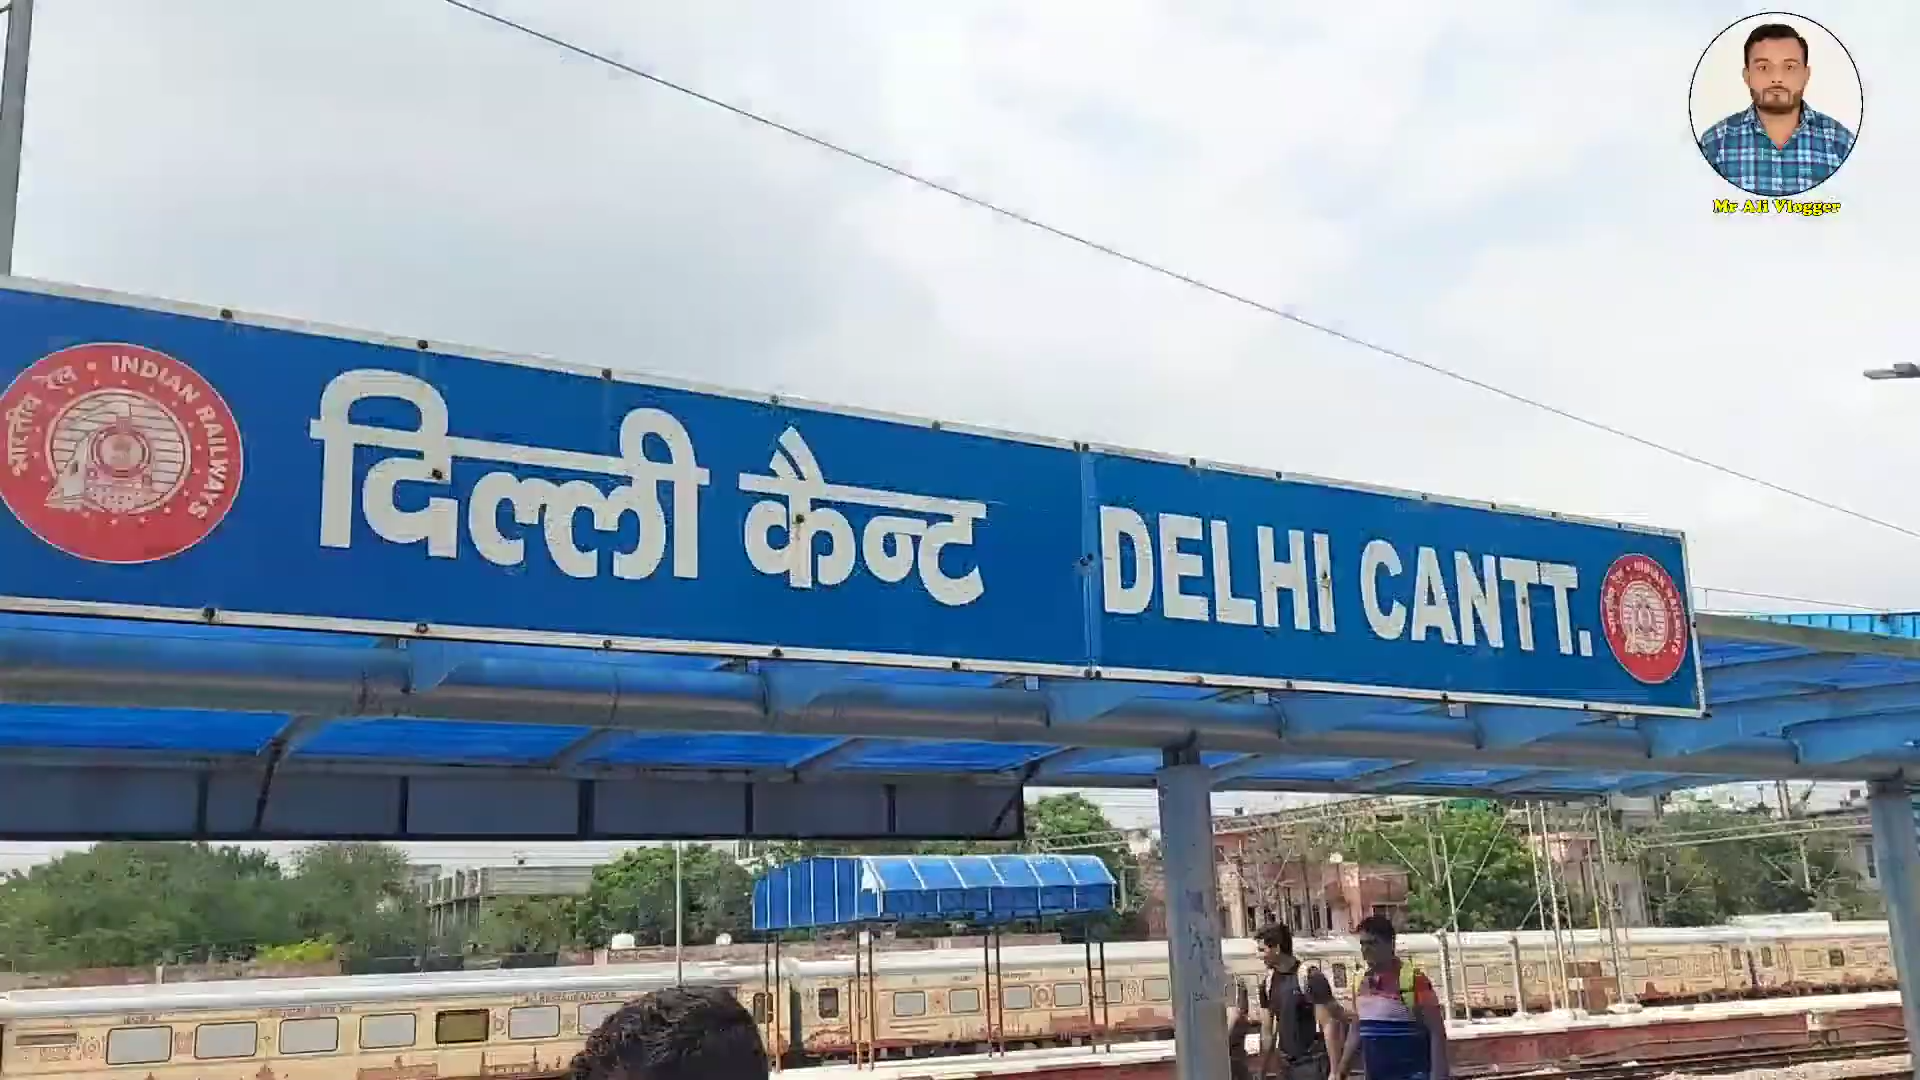 भारतीय रेल • INDIAN RAILWAYS
दिल्ली कैन्ट DELHI CANTT.
Mr Ali Vlogger